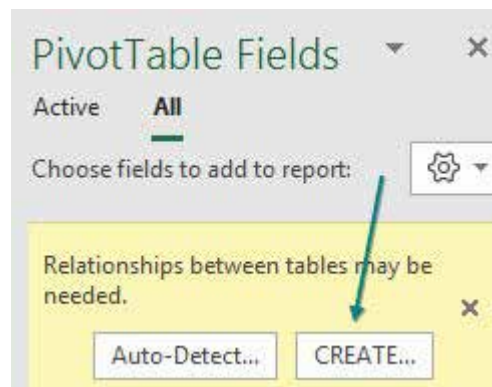 PivotTable Fields
Active All
Choose fields to add to report:
Relationships between tables may be
needed.
Auto-Detect... CREATE...